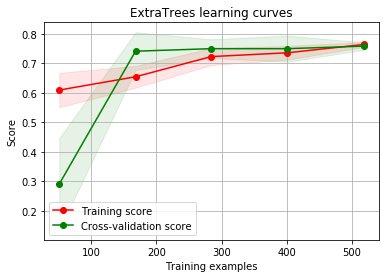 ExtraTrees learning curves
0.8
0.7
0.6
0.5
0.4
0.3
0.2
Score
Training score
Cross-validation score
100
200
300
400
500
Training examples